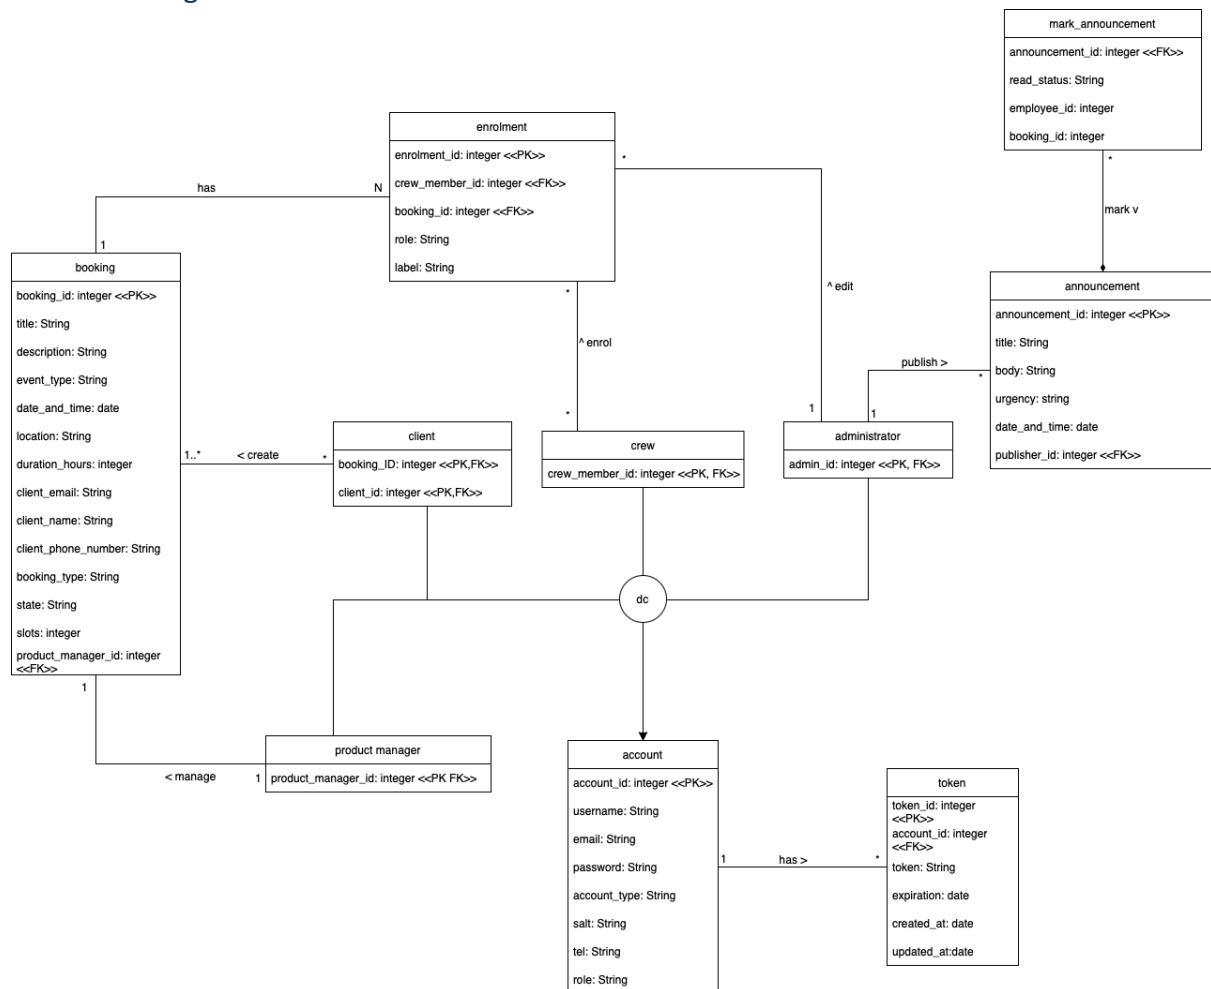 mark_announcement
announcement_id: integer <<FK>>
read_status: String
employee_id: integer
booking_id: integer
*
mark v
enrolment
enrolment_id: integer <<PK>>
crew_member_id: integer <<FK>>
booking_id: integer <<FK>>
role: String
label: String
has
N
1
*
^ edit
1
*
^ enrol
*
booking
booking_id: integer <<PK>>
title: String
description: String
event_type: String
date_and_time: date
location: String
duration_hours: integer
client_email: String
client_name: String
client_phone_number: String
booking_type: String
state: String
slots: integer
product_manager_id: integer
<<FK>>
1..*
< create
*
client
booking_ID: integer <<PK,FK>>
client_id: integer <<PK,FK>>
crew
crew_member_id: integer <<PK, FK>>
administrator
admin_id: integer <<PK, FK>>
publish >
*
1
announcement
announcement_id: integer <<PK>>
title: String
body: String
urgency: string
date_and_time: date
publisher_id: integer <<FK>>
dc
1
< manage
1
product manager
product_manager_id: integer <<PK FK>>
account
account_id: integer <<PK>>
username: String
email: String
password: String
account_type: String
salt: String
tel: String
role: String
1
has >
*
token
token_id: integer
<<PK>>
account_id: integer
<<FK>>
token: String
expiration: date
created_at: date
updated_at:date